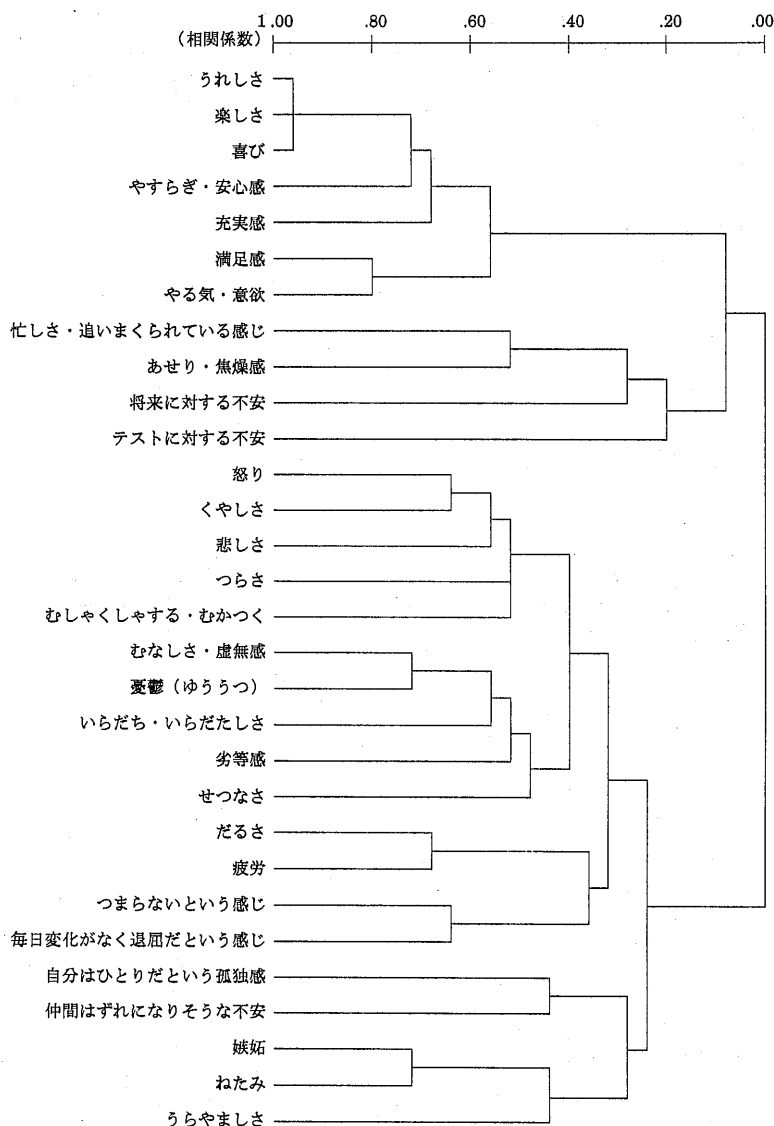 1.00 .80 .60 .40 .20 .00
(相関係数)
うれしさ
楽しさ
喜び
やすらぎ・安心感
充実感
満足感
やる気・意欲
忙しさ・追いまくられている感じ
あせり・焦燥感
将来に対する不安
テストに対する不安
怒り
くやしさ
悲しさ
つらさ
むしゃくしゃする・むかつく
むなしさ・虚無感
憂鬱(ゆううつ)
いらだち・いらだたしさ
劣等感
せつなさ
だるさ
疲労
つまらないという感じ
毎日変化がなく退屈だという感じ
自分はひとりだという孤独感
仲間はずれになりそうな不安
嫉妬
ねたみ
うらやましさ